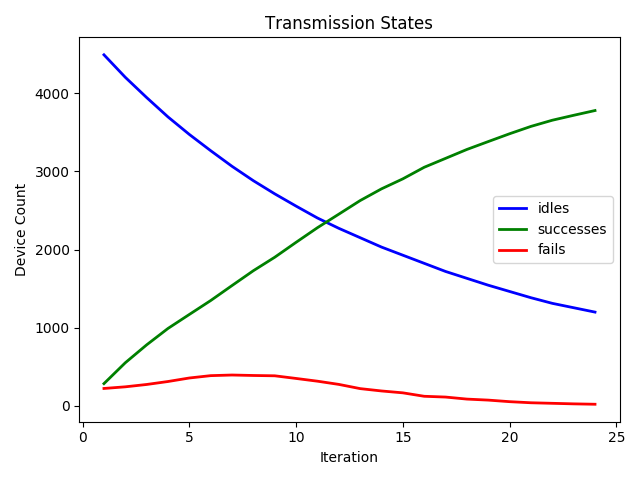 Transmission States
Device Count
4000
3000
2000
1000
0
0
5
10
15
20
25
Iteration
idles
successes
fails